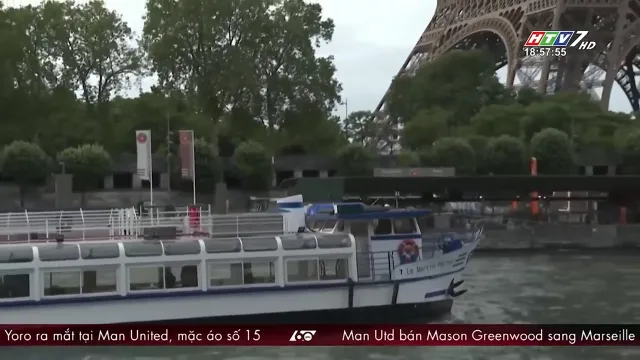 HTV7 HD
18:57:55
Yoro ra mắt tại Man United, mặc áo số 15
Man Utd bán Mason Greenwood sang Marseille